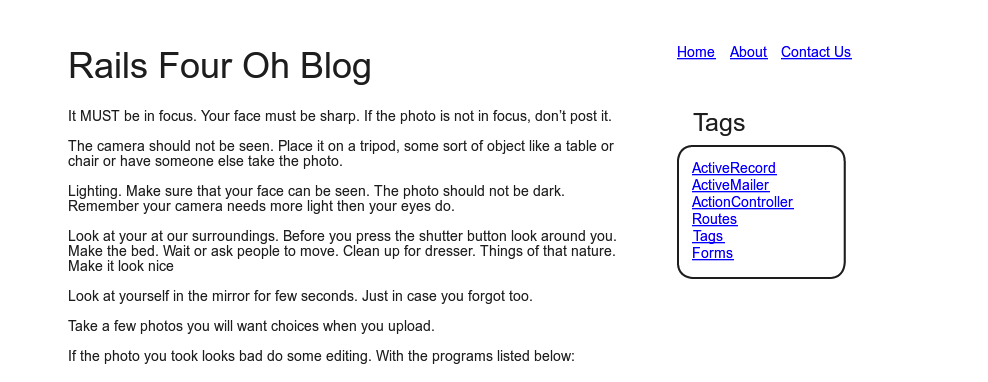 Rails Four Oh Blog
Home About Contact Us
It MUST be in focus. Your face must be sharp. If the photo is not in focus, don't post it.
The camera should not be seen. Place it on a tripod, some sort of object like a table or
chair or have someone else take the photo.
Lighting. Make sure that your face can be seen. The photo should not be dark.
Remember your camera needs more light then your eyes do.
Look at your at our surroundings. Before you press the shutter button look around you.
Make the bed. Wait or ask people to move. Clean up for dresser. Things of that nature.
Make it look nice
Look at yourself in the mirror for few seconds. Just in case you forgot too.
Take a few photos you will want choices when you upload.
If the photo you took looks bad do some editing. With the programs listed below:
Tags
ActiveRecord
ActiveMailer
ActionController
Routes
Tags
Forms